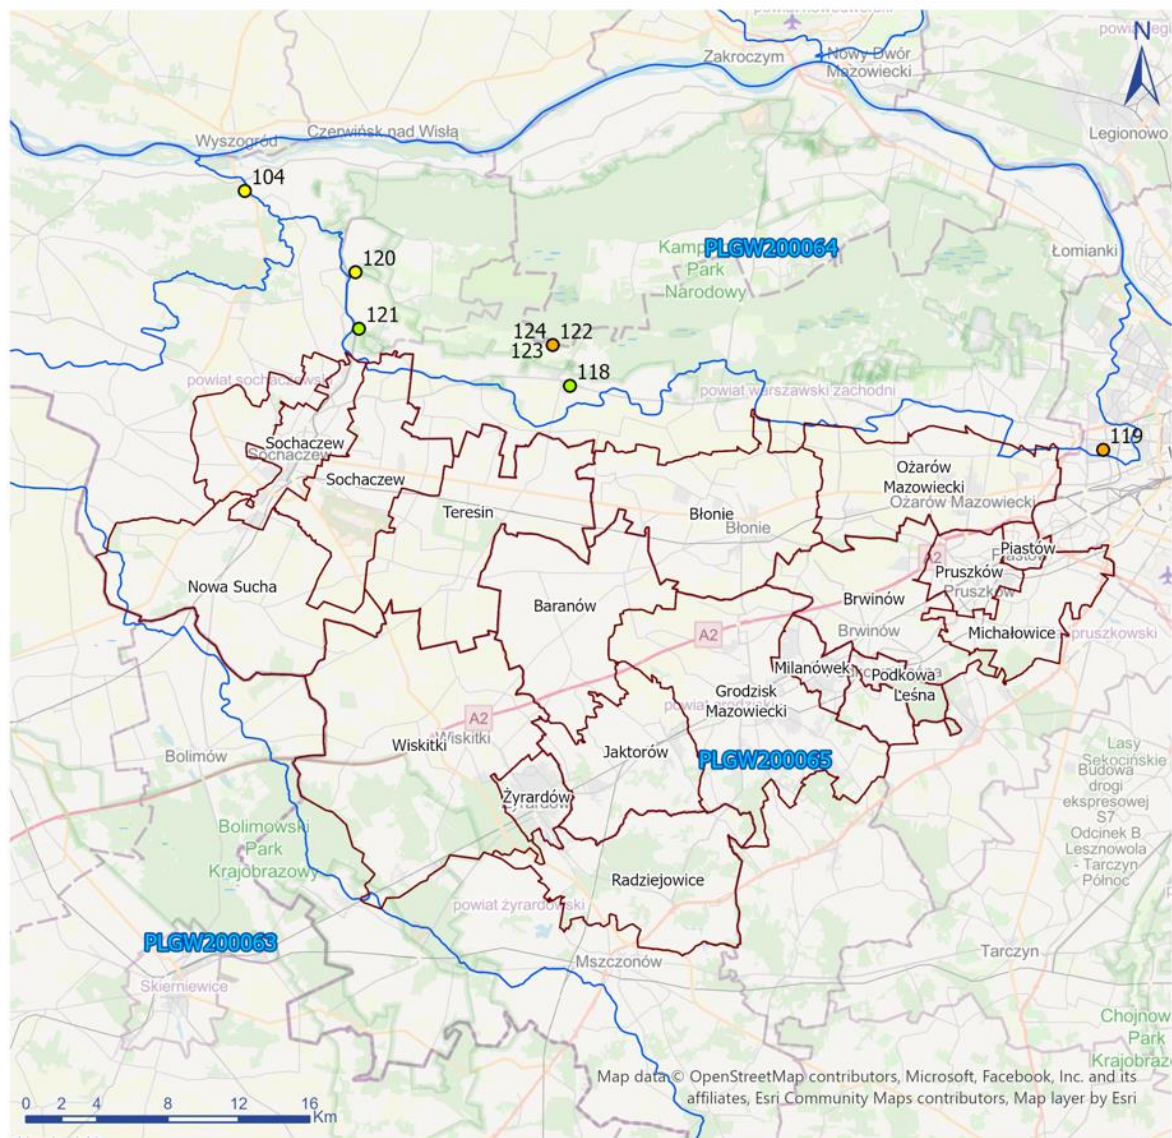 N
Zakroczym
Nowy Dwór
Mazowiecki
Legionowo
Czerwińsk nad Wisłą
Wyszogród
104
PLGW200064
Kamp
Park
Narodowy
Łomianki
120
121
124
122
123
118
powiat sochaczewski
powiat warszawski zachodni
119
Sochaczew
Sochaczew
Sochaczew
Ożarów
Mazowiecki
Ożarów Mazowiecki
Teresin
Błonie
Błonie
A2
Piastów
Pruszków
Pruszków
Nowa Sucha
Baranów
Brwinów
Brwinów
Michałowice
pruszkowski
A2
Milanówek
Podkowa
Leśna
Grodzisk
Mazowiecki
A2
Wiskitki
Wiskitki
Jaktorów
Bolimów
PLGW200065
Lasy
Sękocińskie
Budowa
drogi
ekspresowej
S7
Odcinek B
Lesznowola
- Tarczyn
Północ
Żyrardów
Bolimowski
Park
Krajobrazowy
Radziejowice
powiat żyrardowski
PLGW200063
Mszczonów
Tarczyn
Skierniewice
Chojnow
Park
Krajobrazo
Map data © OpenStreetMap contributors, Microsoft, Facebook, Inc. and its
affiliates, Esri Community Maps contributors, Map layer by Esri
0 2 4 8 12 16
Km